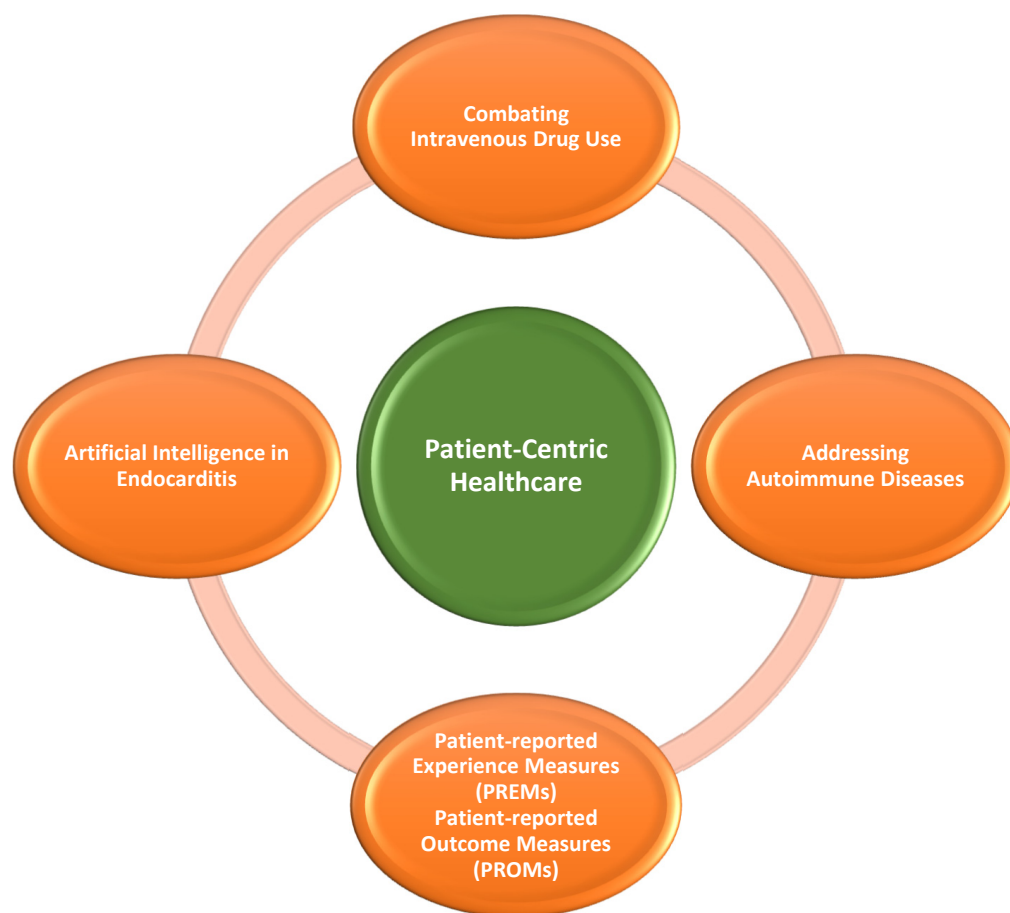 Combating
Intravenous Drug Use
Artificial Intelligence in
Endocarditis
Patient-Centric
Healthcare
Addressing
Autoimmune Diseases
Patient-reported
Experience Measures
(PREMs)
Patient-reported
Outcome Measures
(PROMs)